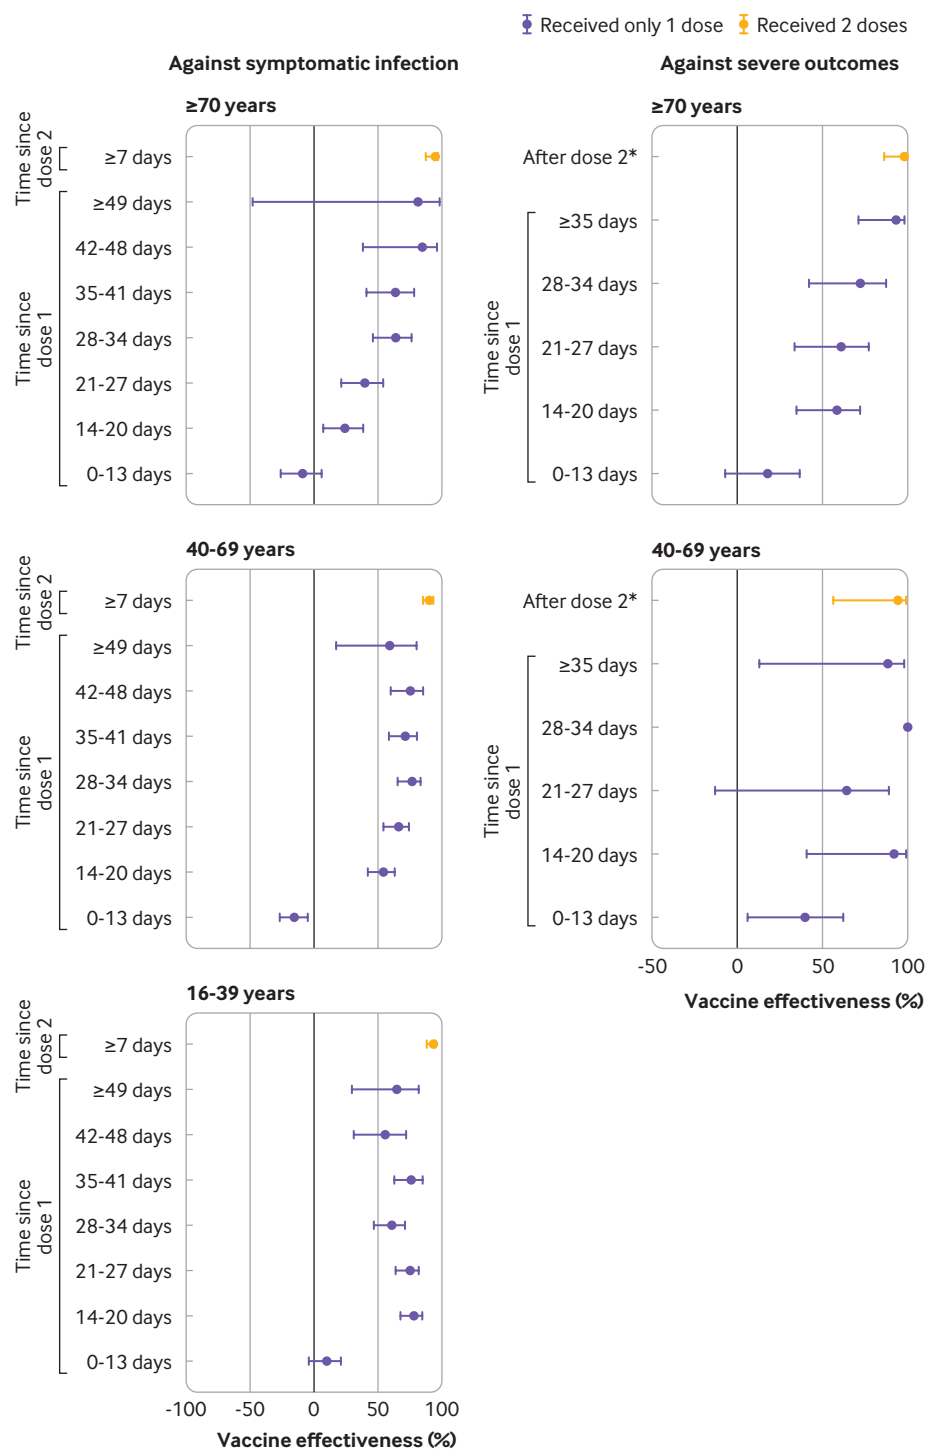 Received only 1 dose
Received 2 doses
Against symptomatic infection
≥70 years
Time since
dose 2
≥7 days
Time since
dose 1
≥49 days
42-48 days
35-41 days
28-34 days
21-27 days
14-20 days
0-13 days
40-69 years
Time since
dose 2
≥7 days
Time since
dose 1
≥49 days
42-48 days
35-41 days
28-34 days
21-27 days
14-20 days
0-13 days
16-39 years
Time since
dose 2
≥7 days
Time since
dose 1
≥49 days
42-48 days
35-41 days
28-34 days
21-27 days
14-20 days
0-13 days
-100
-50
0
50
100
Vaccine effectiveness (%)
Against severe outcomes
≥70 years
After dose 2*
Time since
dose 1
≥35 days
28-34 days
21-27 days
14-20 days
0-13 days
40-69 years
After dose 2*
Time since
dose 1
≥35 days
28-34 days
21-27 days
14-20 days
0-13 days
-50
0
50
100
Vaccine effectiveness (%)